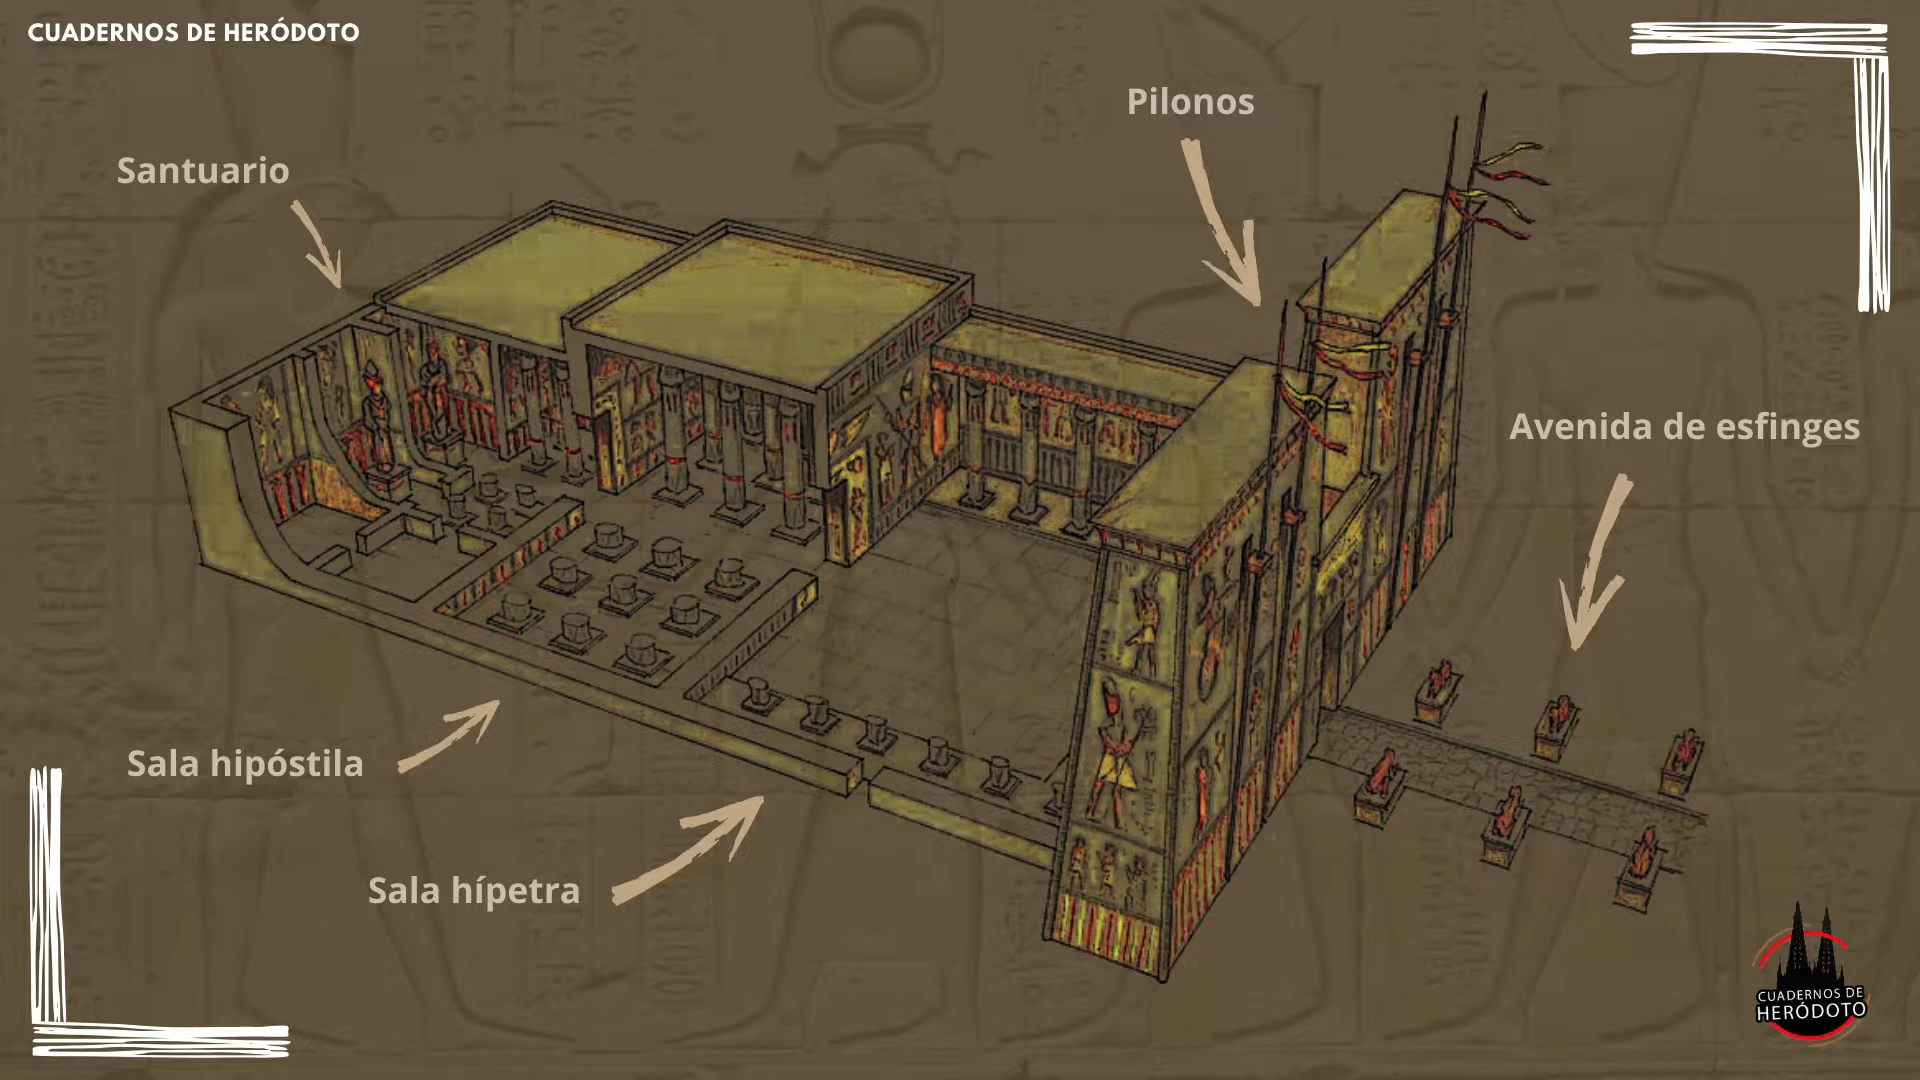 CUADERNOS DE HERÓDOTO
Pilonos
Santuario
Avenida de esfinges
Sala hipóstila
Sala hípetra
CUADERNOS DE
HERÓDOTO